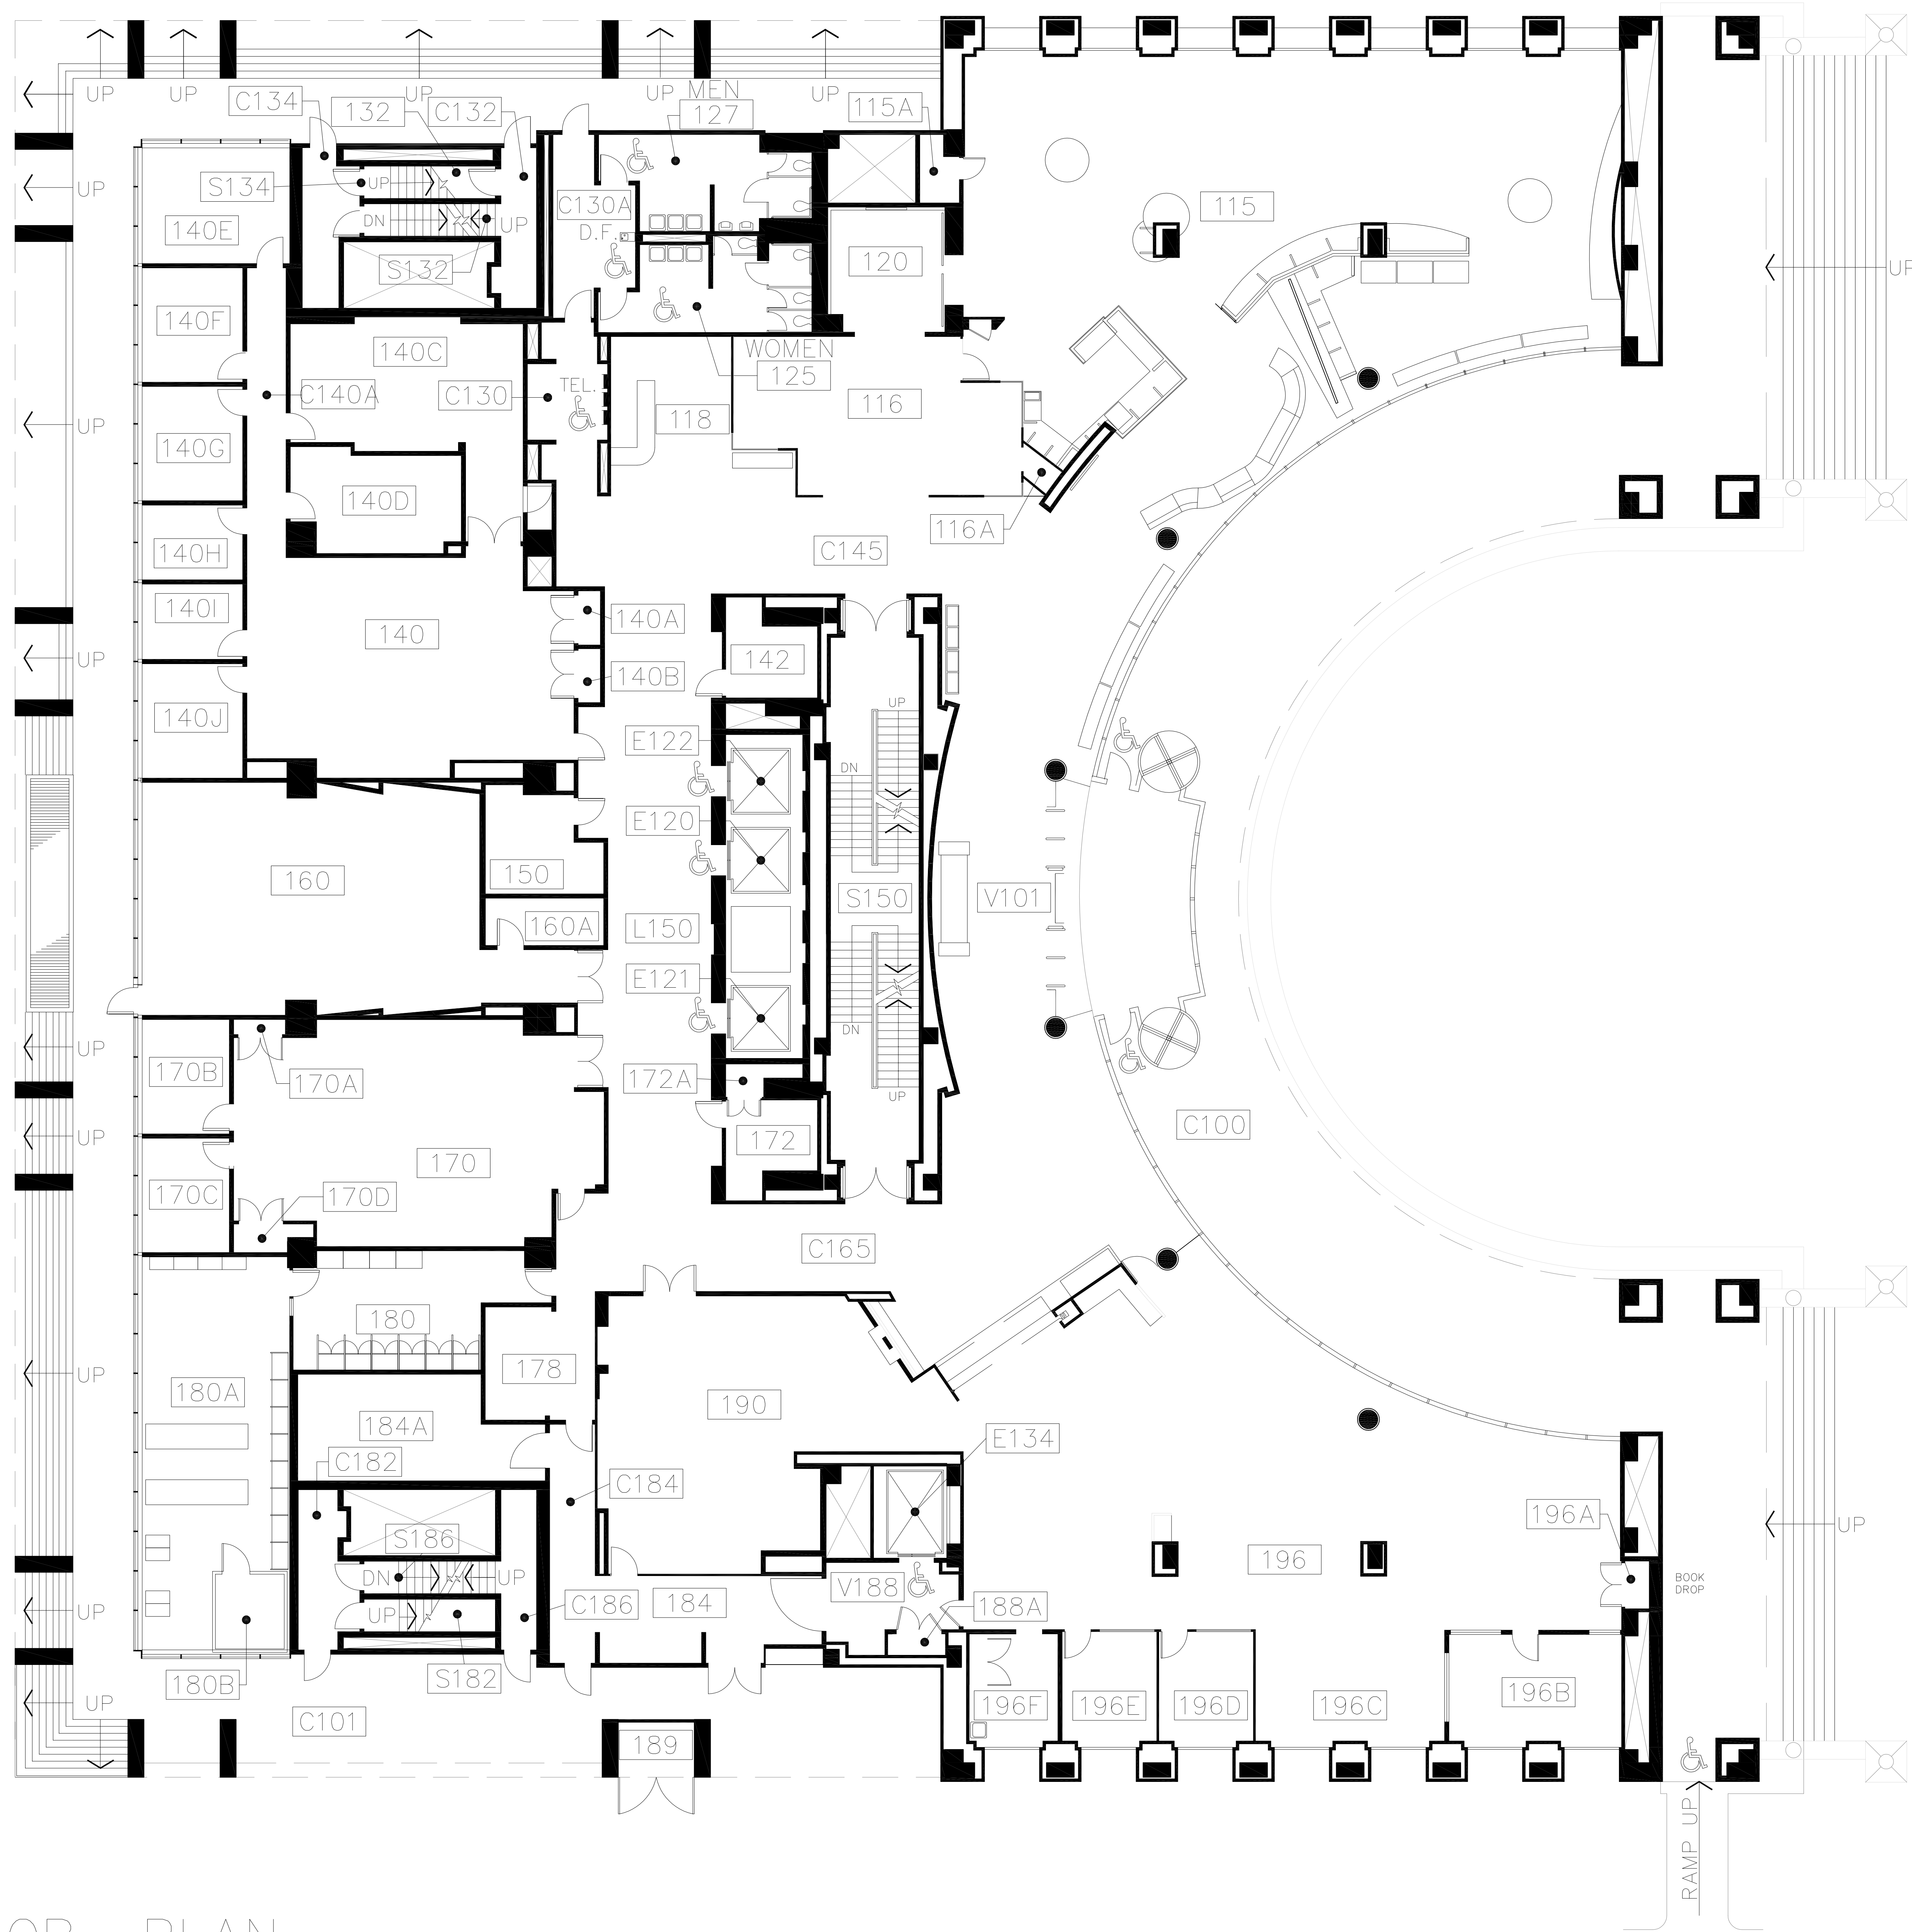 UP
UP
UP
UP
UP
UP
C134
132
C132
MEN
127
115A
S134
UP
DN
UP
S132
140E
UP
C130A
D.F.
120
115
UP
140F
140C
C140A
C130
TEL.
WOMEN
125
118
116
UP
140G
140D
116A
140H
C145
140I
140
140A
140B
142
UP
140J
E122
UP
DN
E120
160
150
S150
V101
160A
L150
E121
DN
UP
UP
170B
170A
172A
C100
UP
170
172
170C
170D
C165
180
178
UP
180A
190
184A
E134
C182
C184
196A
UP
S186
DN
UP
196
BOOK
DROP
V188
UP
UP
C186
184
188A
180B
S182
196F
196E
196D
196C
196B
UP
C101
189
RAMP UP
OR PLAN